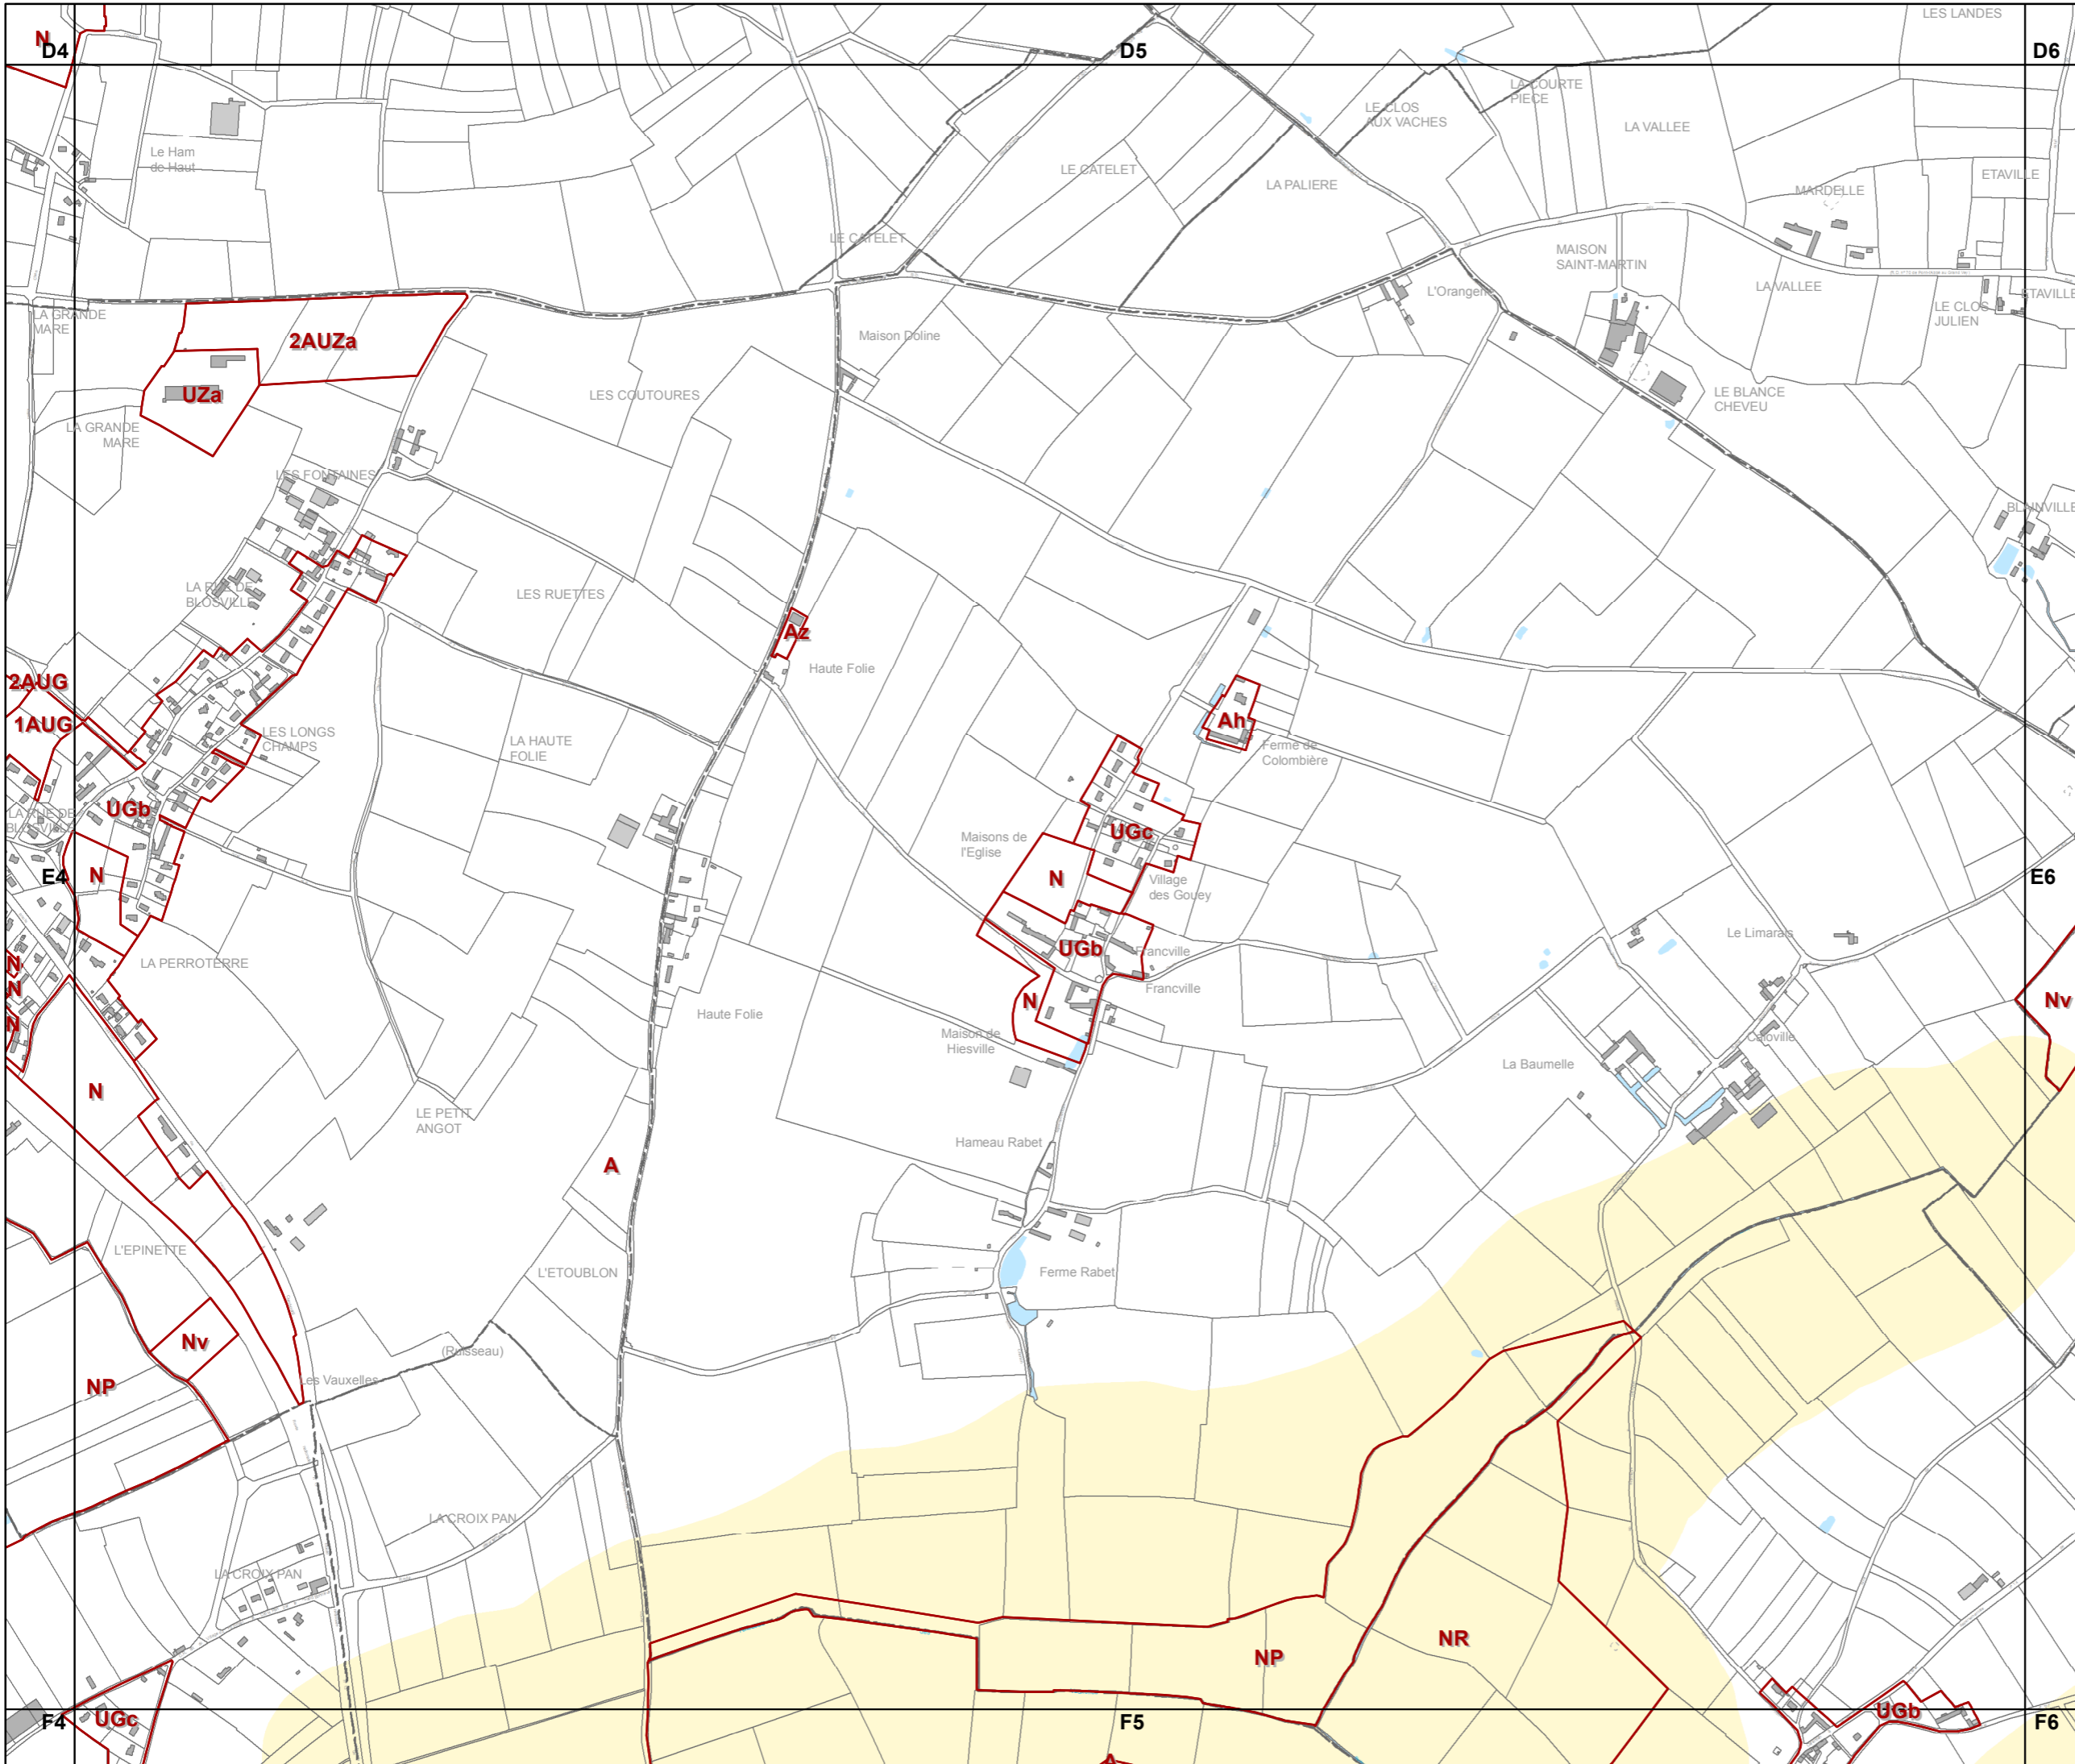 LES LANDES
N
D4
D5
D6
LA COURTE
PIECE
LE CLOS
AUX VACHES
LA VALLEE
Le Ham
de Haut
LE CATELET
LA PALIERE
ETAVILLE
MARDELLE
LE CATELET
MAISON
SAINT-MARTIN
LA VALLEE
L'Orangerie
ETAVILLE
LE CLOS
JULIEN
LA GRANDE
MARE
2AUZa
Maison Doline
UZa
LES COUTOURES
LE BLANCE
CHEVEU
LA GRANDE
MARE
LES FONTAINES
BLAINVILLE
LA RUE DE
BLOSVILLE
LES RUETTES
Az
Haute Folie
2AUG
1AUG
Ah
LES LONGS
CHAMPS
LA HAUTE
FOLIE
Ferme de
Colombière
UGb
LA RUE DE
BLOSVILLE
UGc
Maisons de
l'Eglise
N
E4
N
Village
des Gouey
E6
Le Limarais
UGb
Francville
LA PERROTERRE
N
N
Francville
N
Nv
N
Haute Folie
Maison de
Hiesville
Caloville
La Baumelle
N
LE PETIT
ANGOT
Hameau Rabet
A
L'EPINETTE
L'ETOUBLON
Ferme Rabet
Nv
(Ruisseau)
Les Vauxelles
NP
LA CROIX PAN
LA CROIX PAN
NR
NP
UGc
F4
F5
UGb
F6
A